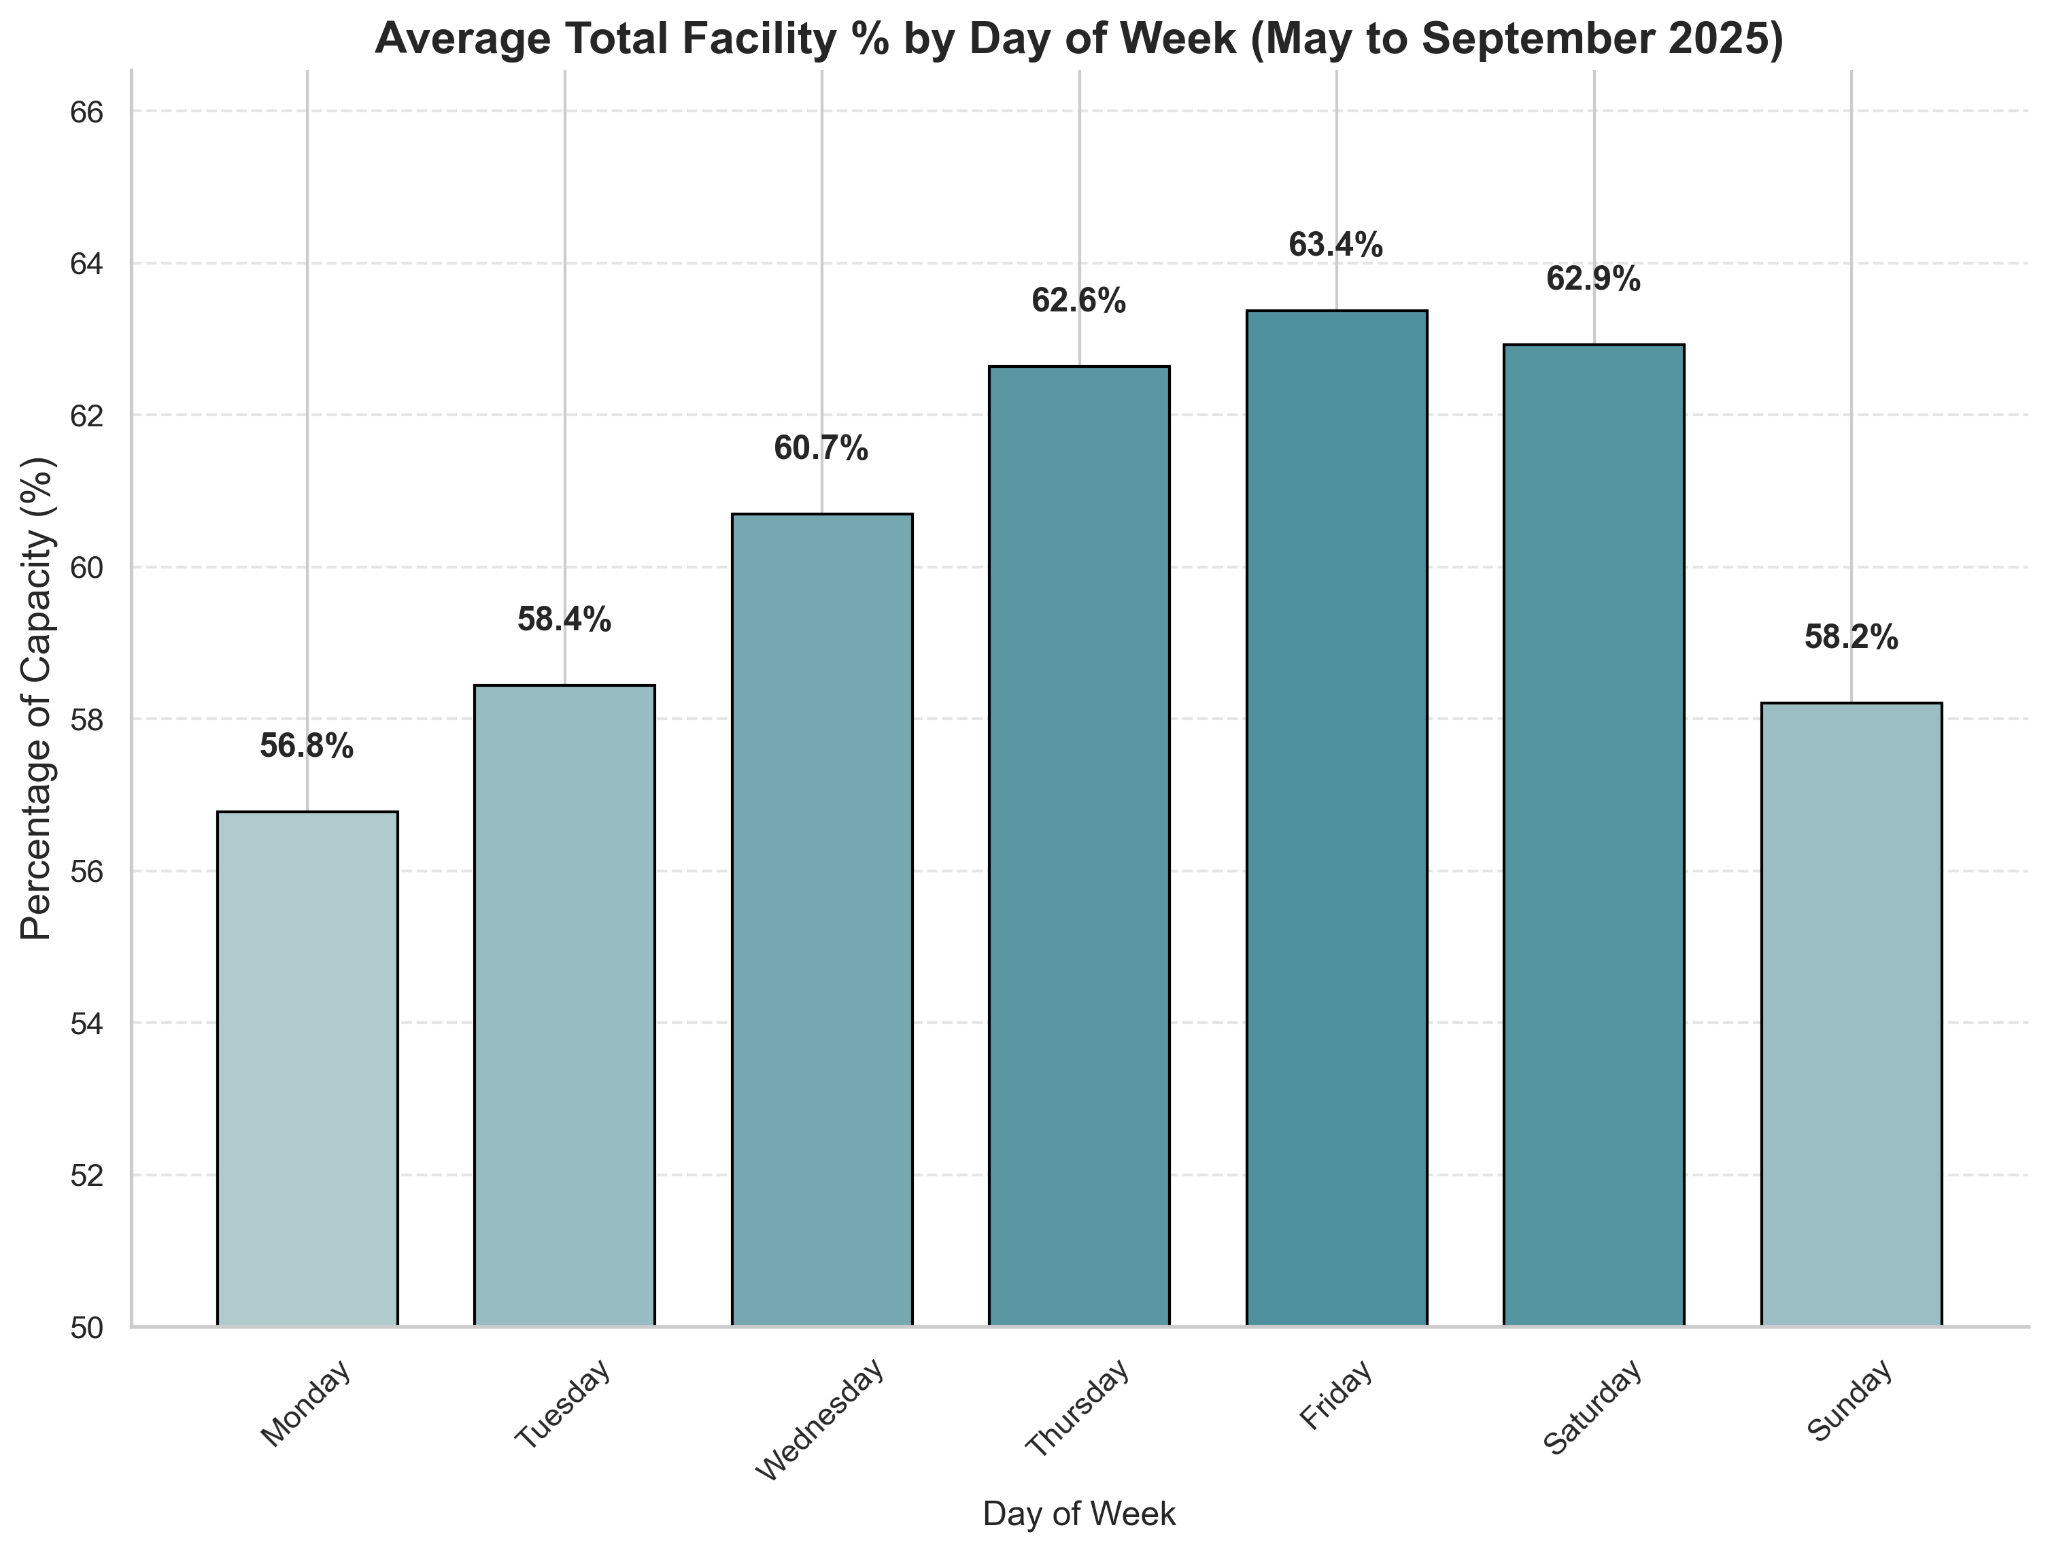 Average Total Facility % by Day of Week (May to September 2025)
66
64
62
60
58
56
54
52
50
Percentage of Capacity (%)
56.8%
58.4%
60.7%
62.6%
63.4%
62.9%
58.2%
Monday
Tuesday
Wednesday
Thursday
Friday
Saturday
Sunday
Day of Week